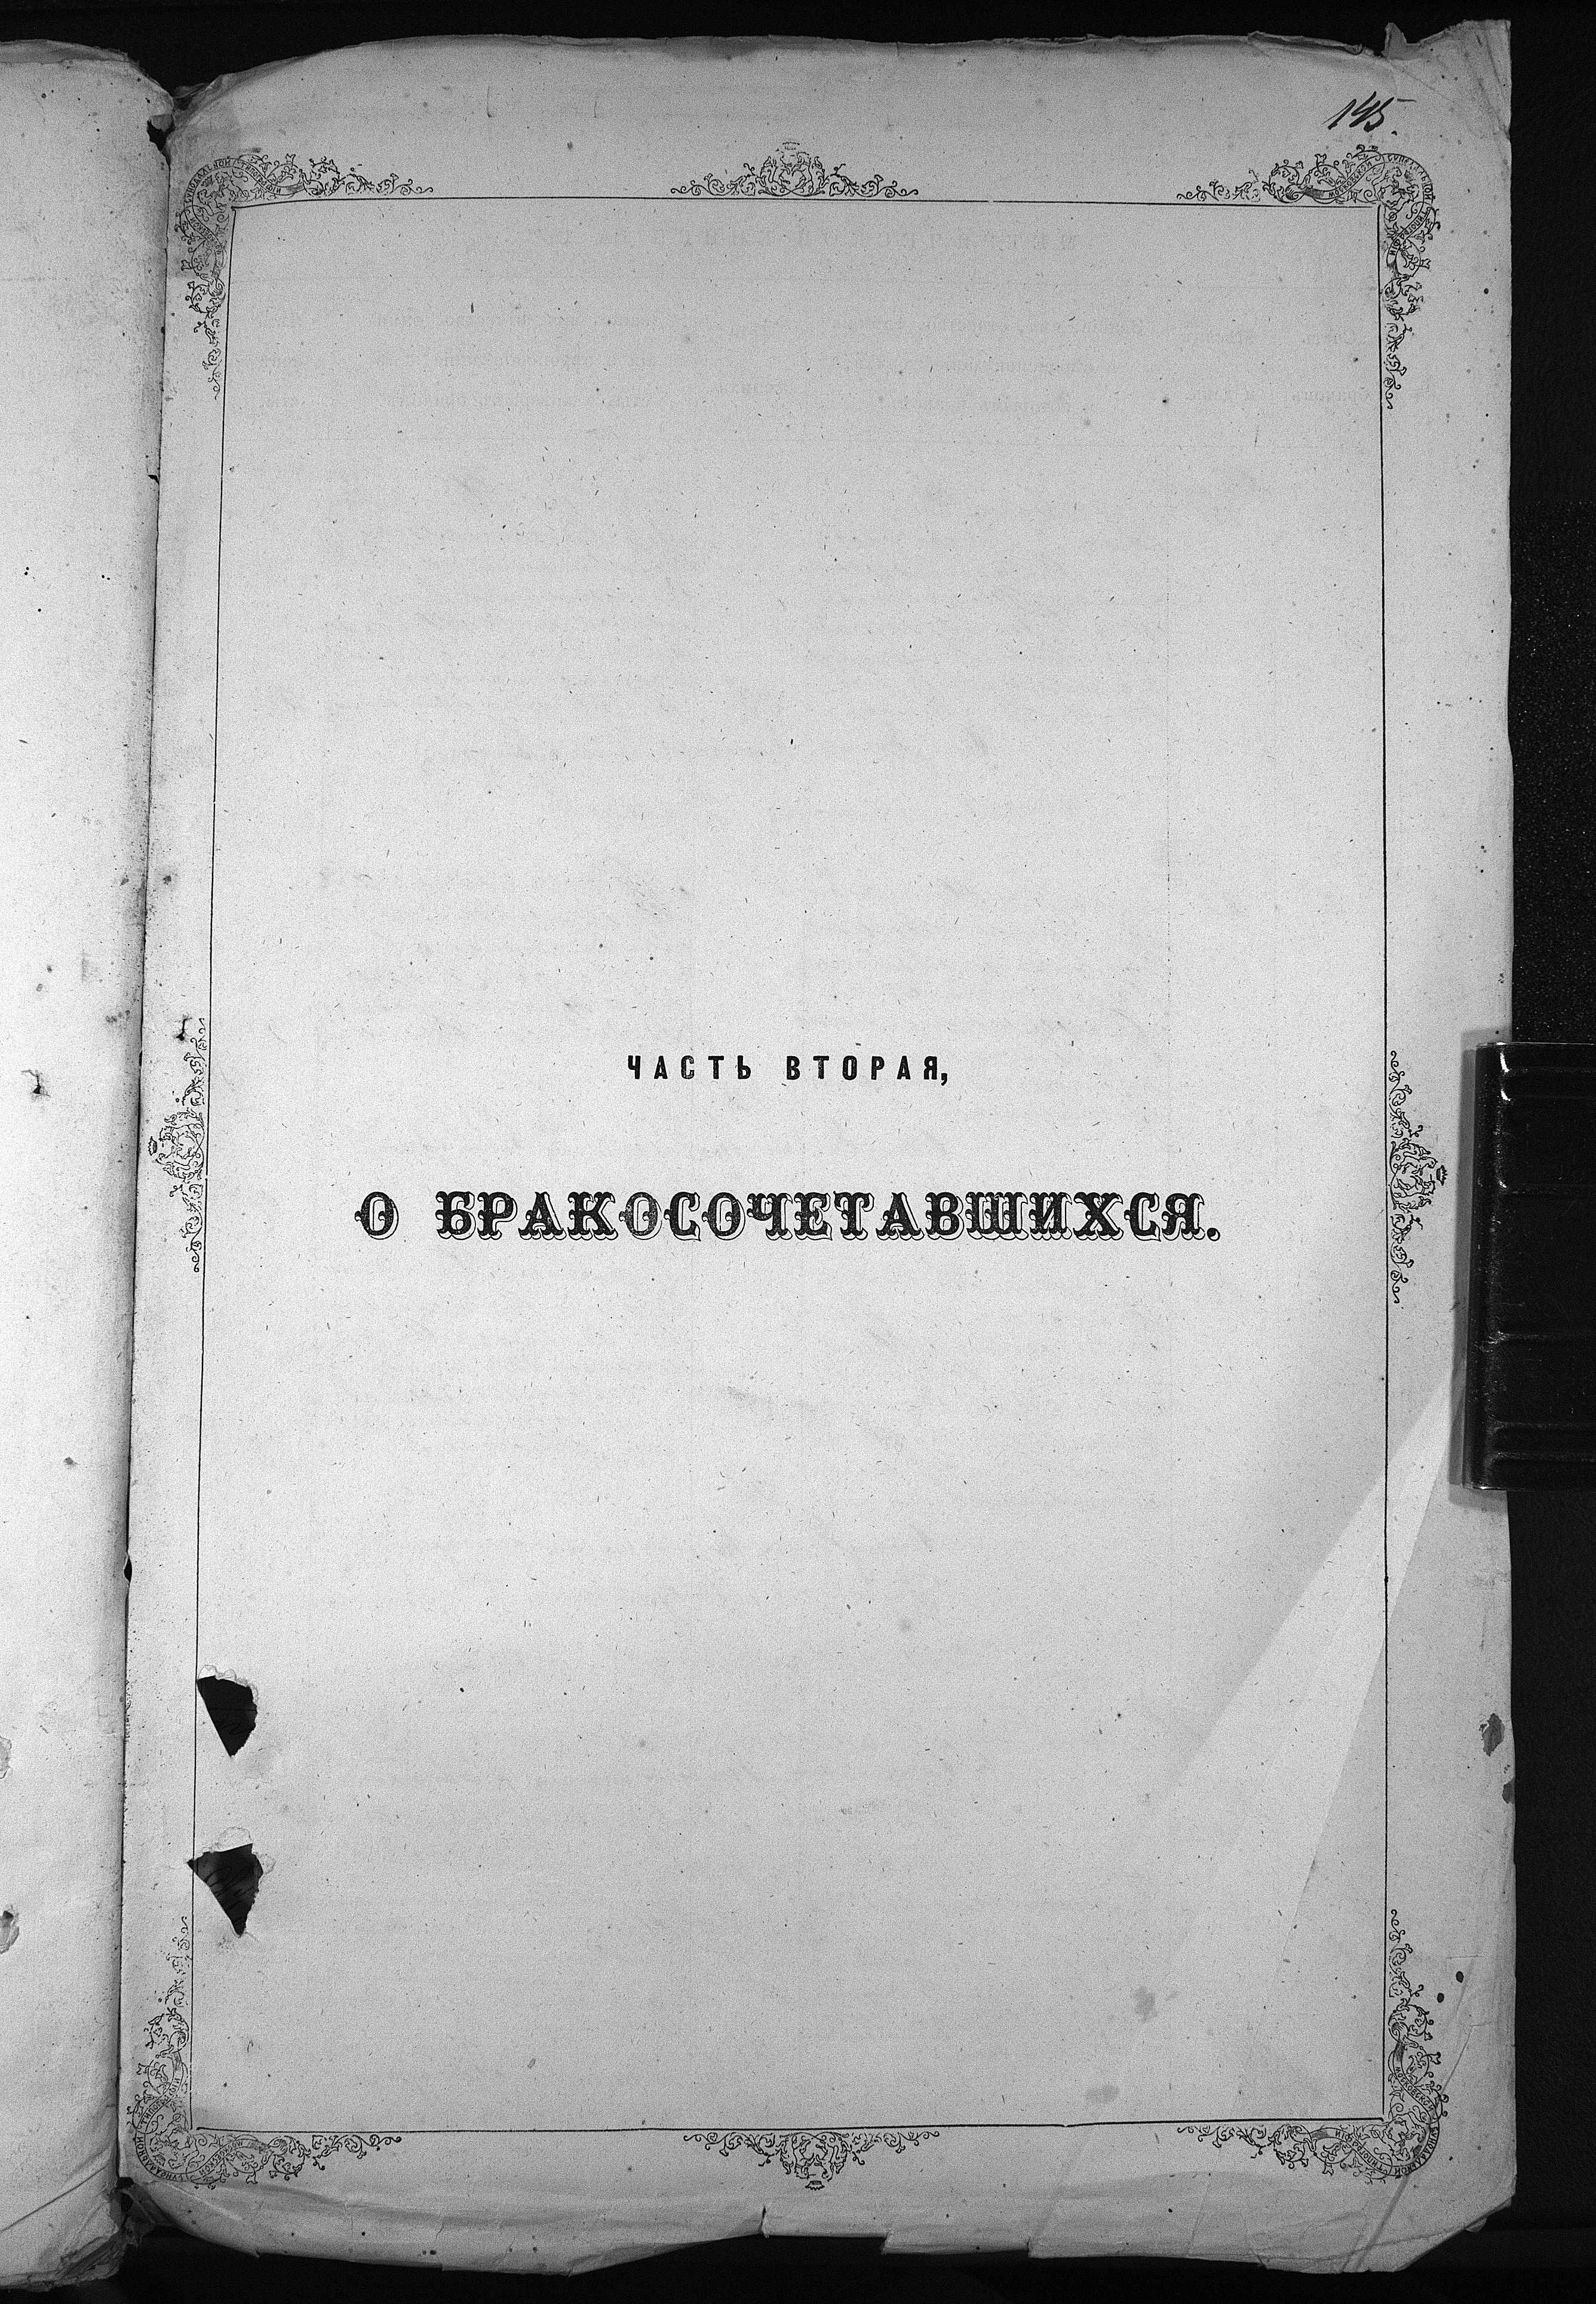 145.
ЧАСТЬ ВТОРАЯ,
О БРАКОСОЧЕТАВШИХСЯ.